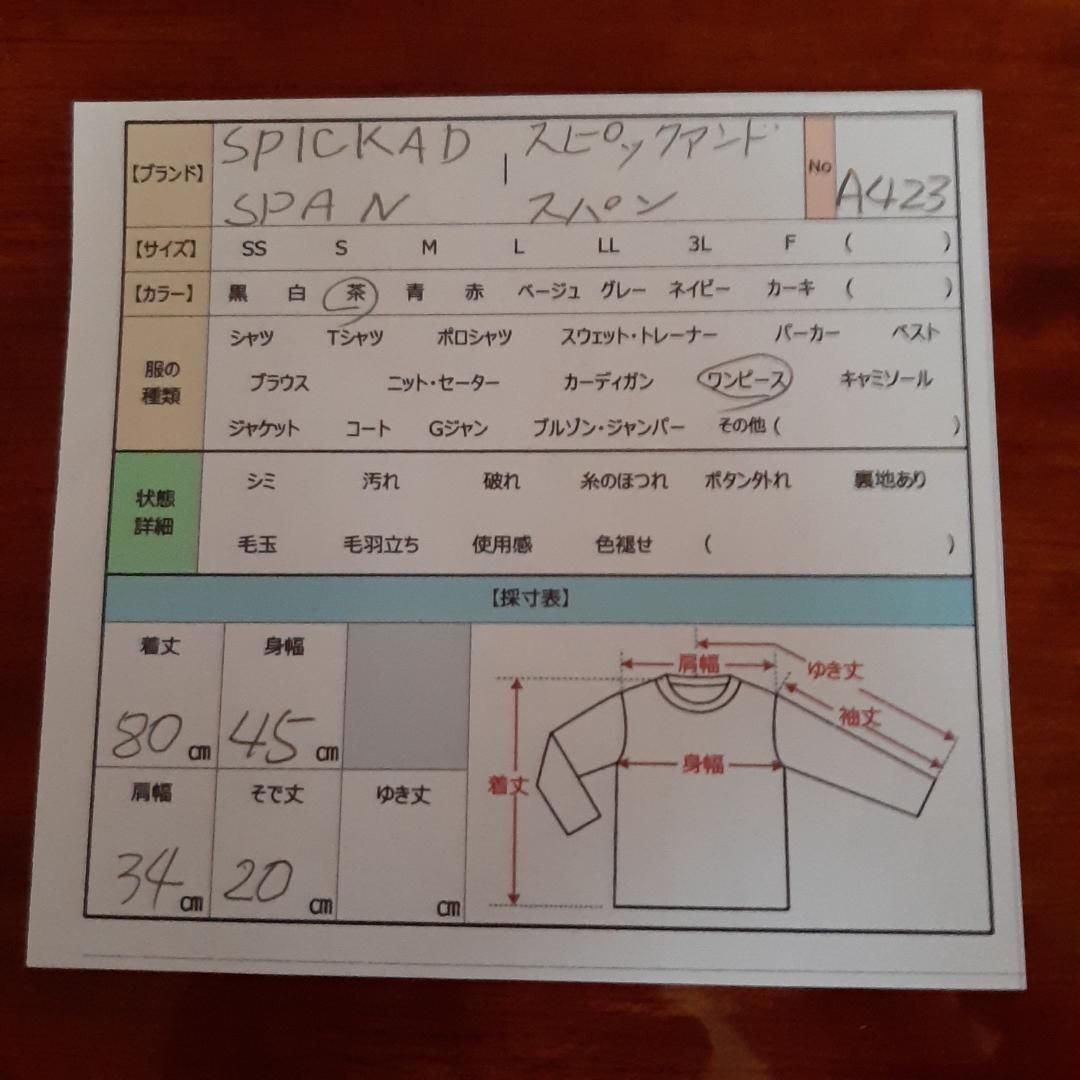 【ブランド】 SPICKAD スピックアンド No
SPAN スパン A423
【サイズ】 SS S M L LL 3L F ( )
【カラー】 黒 白 茶 青 赤 ベージュ グレー ネイビー カーキ ( )
服の種類
シャツ Tシャツ ポロシャツ スウェット・トレーナー パーカー ベスト
ブラウス ニット・セーター カーディガン ワンピース キャミソール
ジャケット コート Gジャン ブルゾン・ジャンパー その他 ( )
状態詳細
シミ 汚れ 破れ 糸のほつれ ボタン外れ 裏地あり
毛玉 毛羽立ち 使用感 色褪せ ( )
【採寸表】
着丈 身幅
80cm 45cm
肩幅 そで丈 ゆき丈
34cm 20cm cm
肩幅 ゆき丈
袖丈
身幅
着丈